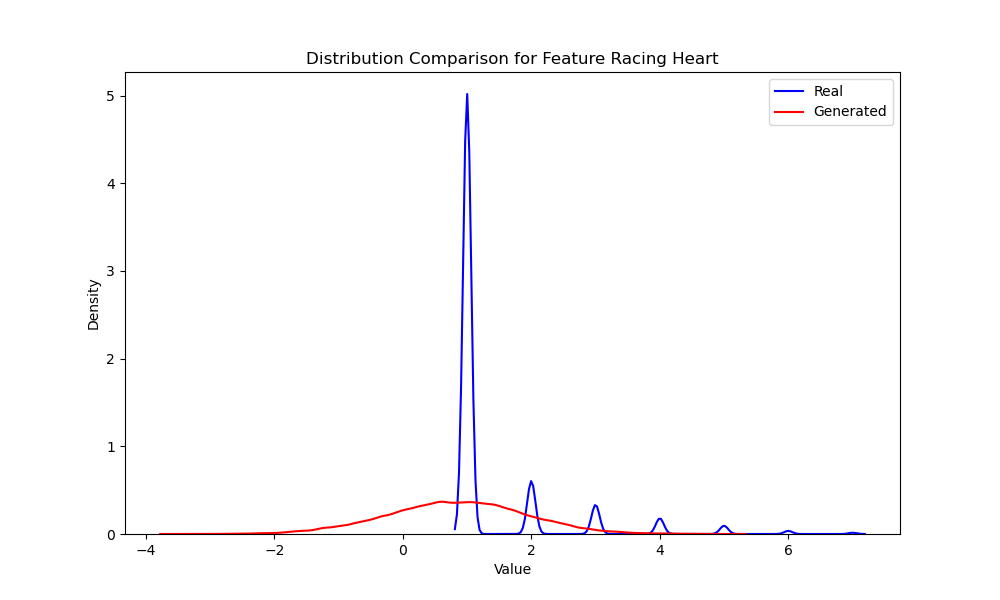 Distribution Comparison for Feature Racing Heart
Real
Generated
Density
5
4
3
2
1
0
−4
−2
0
2
4
6
Value